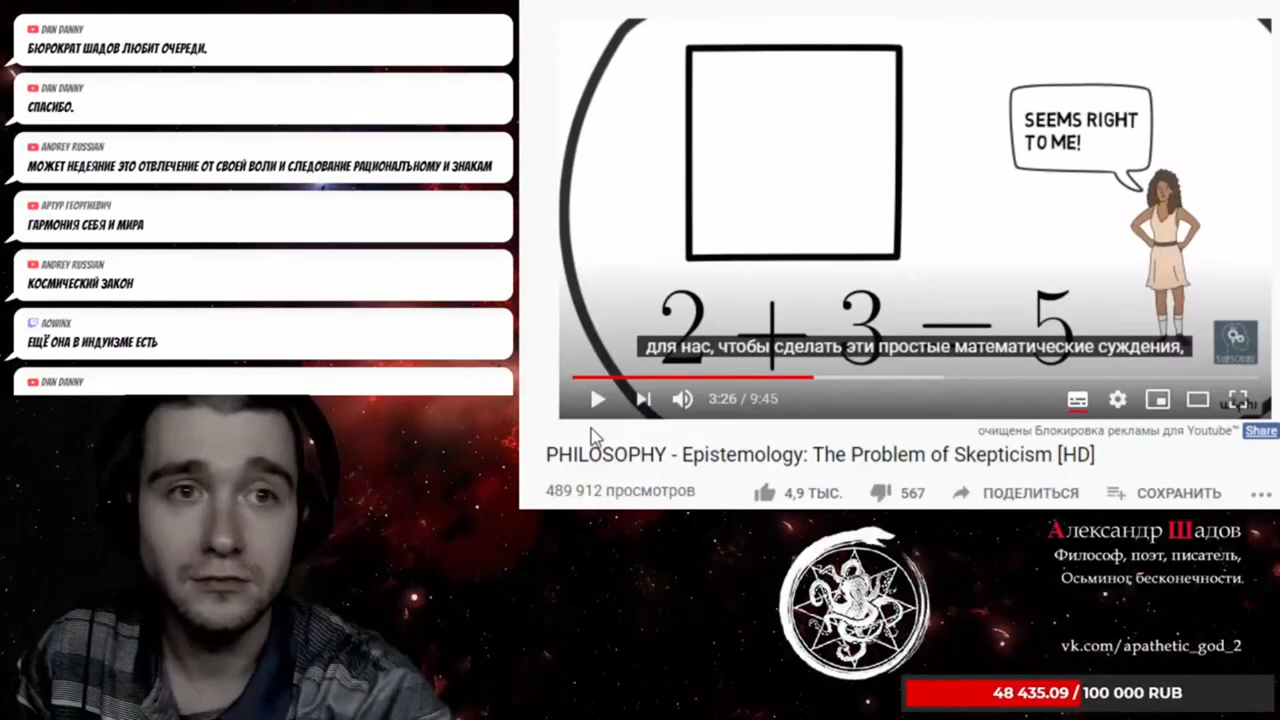 DAN DANNY
БЮРОКРАТ ШАДОВ ЛЮБИТ ОЧЕРЕДИ.
DAN DANNY
СПАСИБО.
ANDREY RUSSIAN
МОЖЕТ НЕДЕЯНИЕ ЭТО ОТВЛЕЧЕНИЕ ОТ СВОЕЙ ВОЛИ И СЛЕДОВАНИЕ РАЦИОНАЛЪНОМУ И ЗНАКАМ
АРТУР ГЕОРГИЕВИЧ
ГАРМОНИЯ СЕБЯ И МИРА
ANDREY RUSSIAN
КОСМИЧЕСКИЙ ЗАКОН
AOWINX
ЕЩЁ ОНА В ИНДУИЗМЕ ЕСТЬ
DAN DANNY
SEEMS RIGHT
TO ME!
2 + 3 = 5
для нас, чтобы сделать эти простые математические суждения,
SUBSCRIBE
3:26 / 9:45
очищены Блокировка рекламы для Youtube™ Share
PHILOSOPHY - Epistemology: The Problem of Skepticism [HD]
489 912 просмотров
4,9 ТЫС. 567 ПОДЕЛИТЬСЯ СОХРАНИТЬ
Александр Шадов
Философ, поэт, писатель,
Осьминог бесконечности.
vk.com/apathetic_god_2
48 435.09 / 100 000 RUB